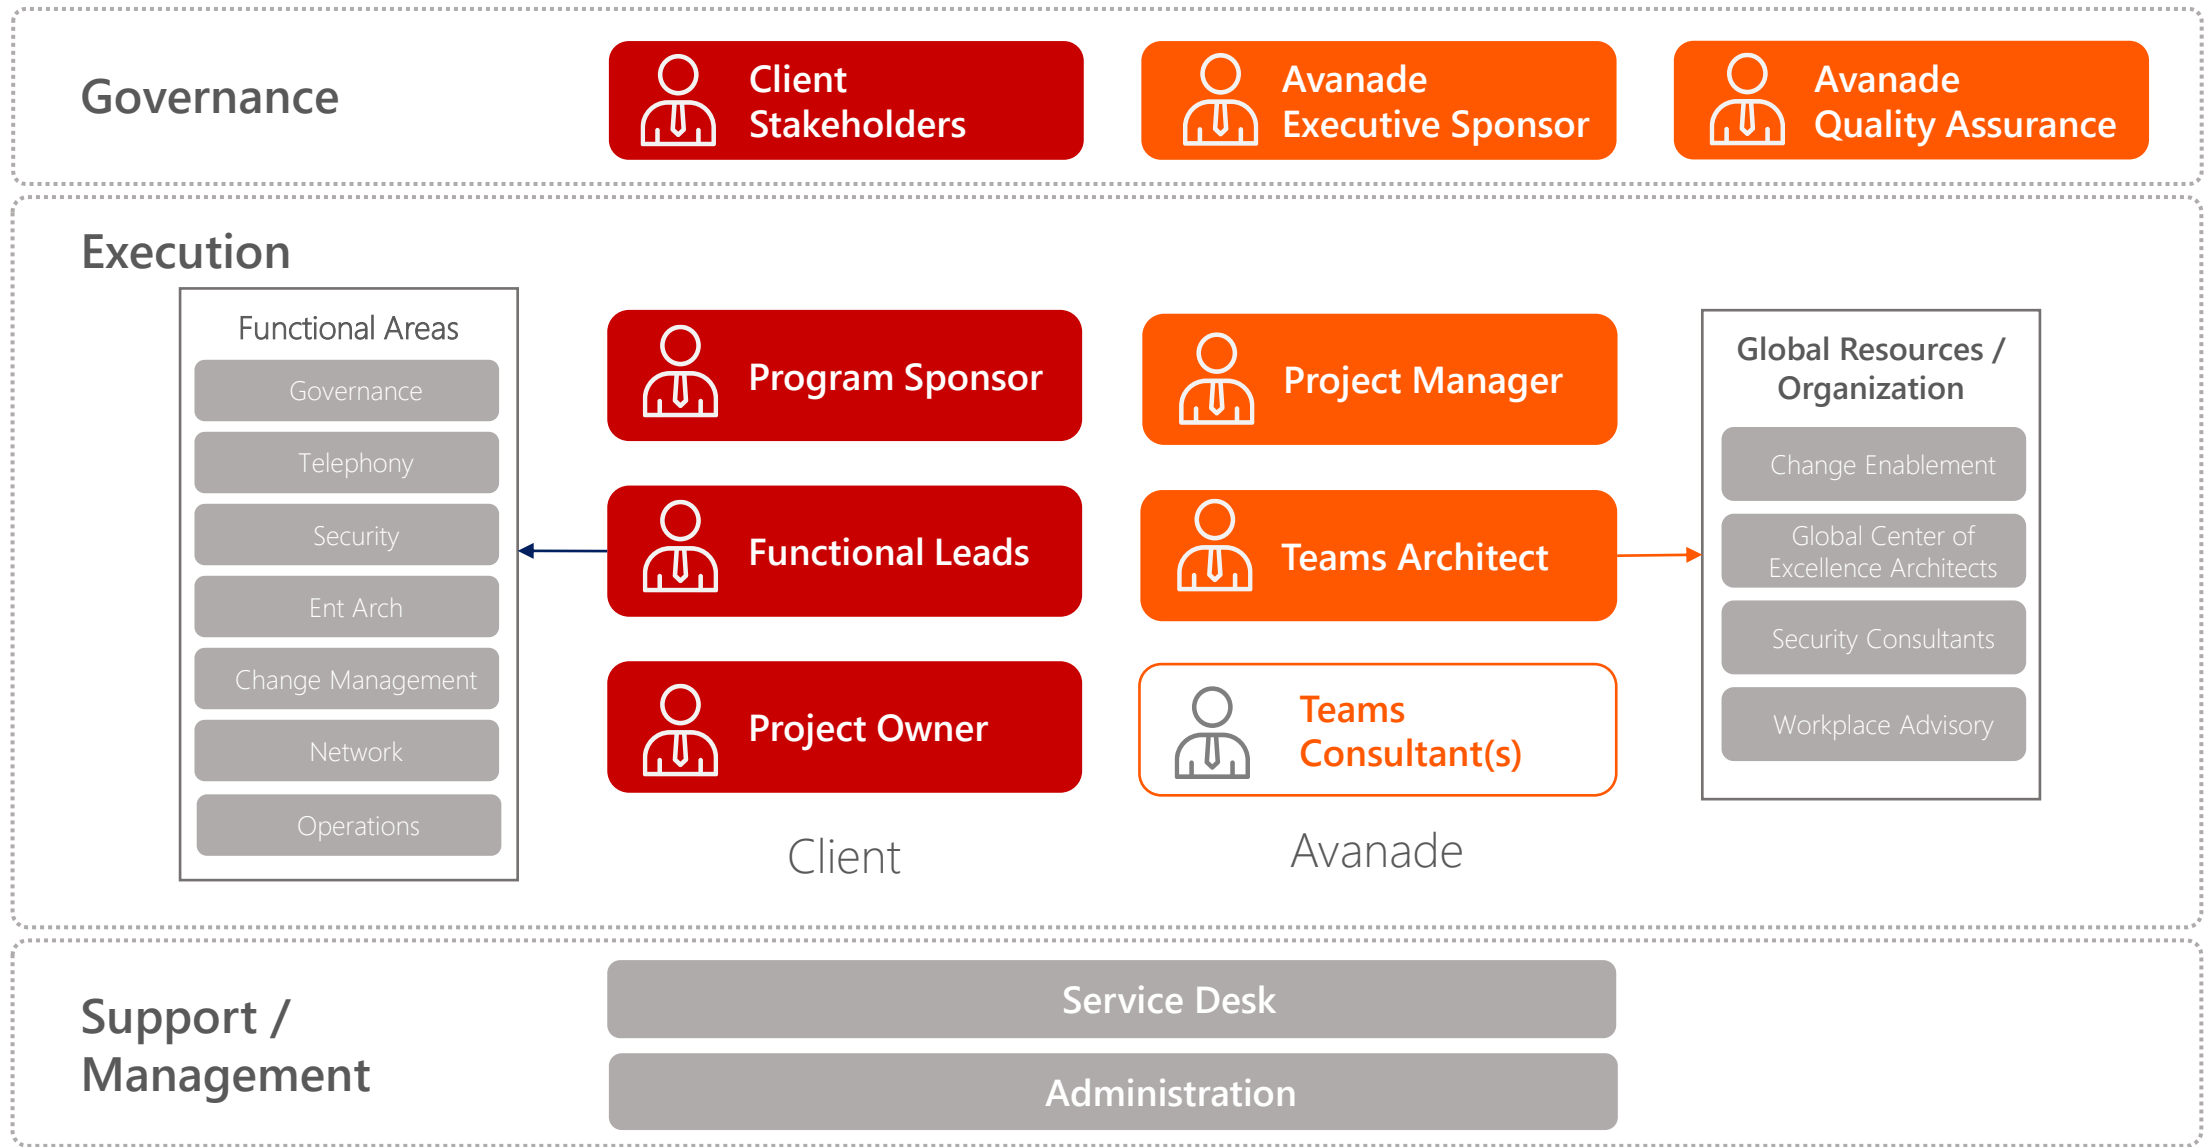 Governance
Client
Stakeholders
Avanade
Executive Sponsor
Avanade
Quality Assurance
Execution
Functional Areas
Governance
Telephony
Security
Ent Arch
Change Management
Network
Operations
Program Sponsor
Functional Leads
Project Owner
Client
Project Manager
Teams Architect
Teams
Consultant(s)
Avanade
Global Resources /
Organization
Change Enablement
Global Center of
Excellence Architects
Security Consultants
Workplace Advisory
Support /
Management
Service Desk
Administration